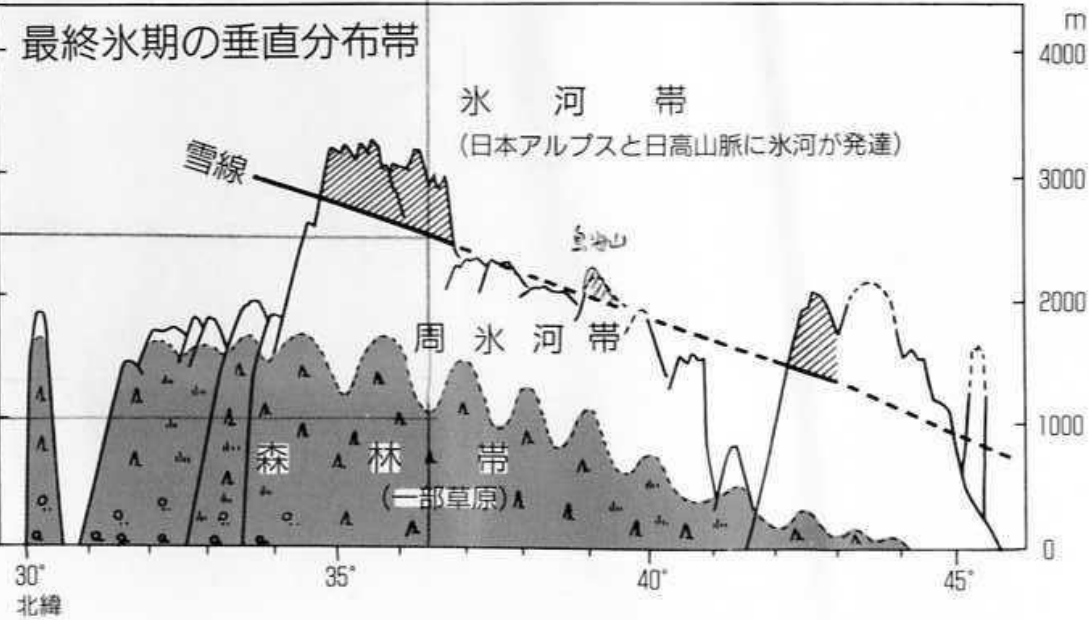 最終氷期の垂直分布帯
m
4000
氷河帯
(日本アルプスと日高山脈に氷河が発達)
雪線
3000
鳥海山
2000
周氷河帯
1000
森林帯
(一部草原)
0
30° 35° 40° 45°
北緯